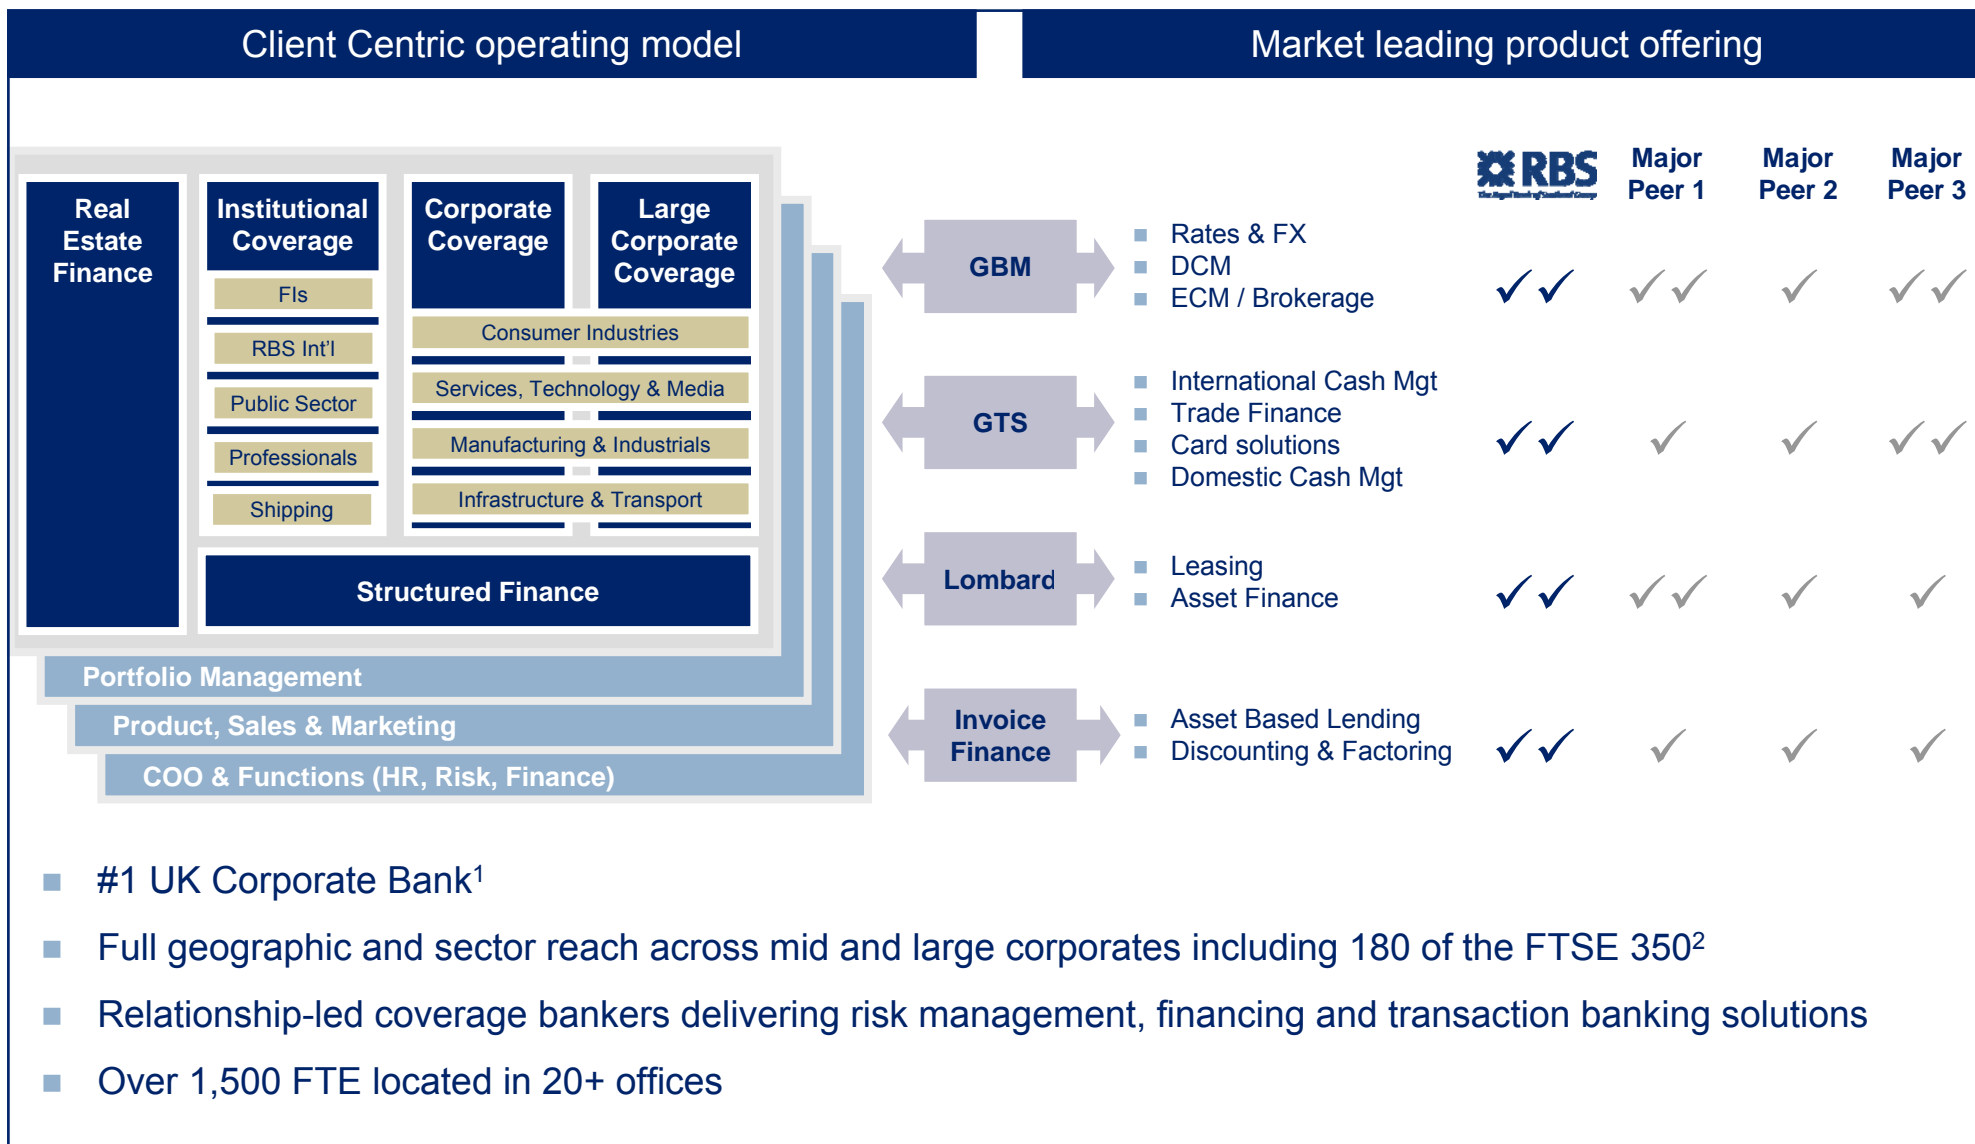 Client Centric operating model
Market leading product offering
Real
Estate
Finance
Institutional
Coverage
FIs
RBS Int'l
Public Sector
Professionals
Shipping
Corporate
Coverage
Large
Corporate
Coverage
Consumer Industries
Services, Technology & Media
Manufacturing & Industrials
Infrastructure & Transport
Structured Finance
Portfolio Management
Product, Sales & Marketing
COO & Functions (HR, Risk, Finance)
RBS
The Royal Bank of Scotland Group
Major
Peer 1
Major
Peer 2
Major
Peer 3
GBM
Rates & FX
DCM
ECM / Brokerage
✓✓ ✓✓ ✓ ✓✓
GTS
International Cash Mgt
Trade Finance
Card solutions
Domestic Cash Mgt
✓✓ ✓ ✓ ✓✓
Lombard
Leasing
Asset Finance
✓✓ ✓✓ ✓ ✓
Invoice
Finance
Asset Based Lending
Discounting & Factoring
✓✓ ✓ ✓ ✓
#1 UK Corporate Bank¹
Full geographic and sector reach across mid and large corporates including 180 of the FTSE 350²
Relationship-led coverage bankers delivering risk management, financing and transaction banking solutions
Over 1,500 FTE located in 20+ offices